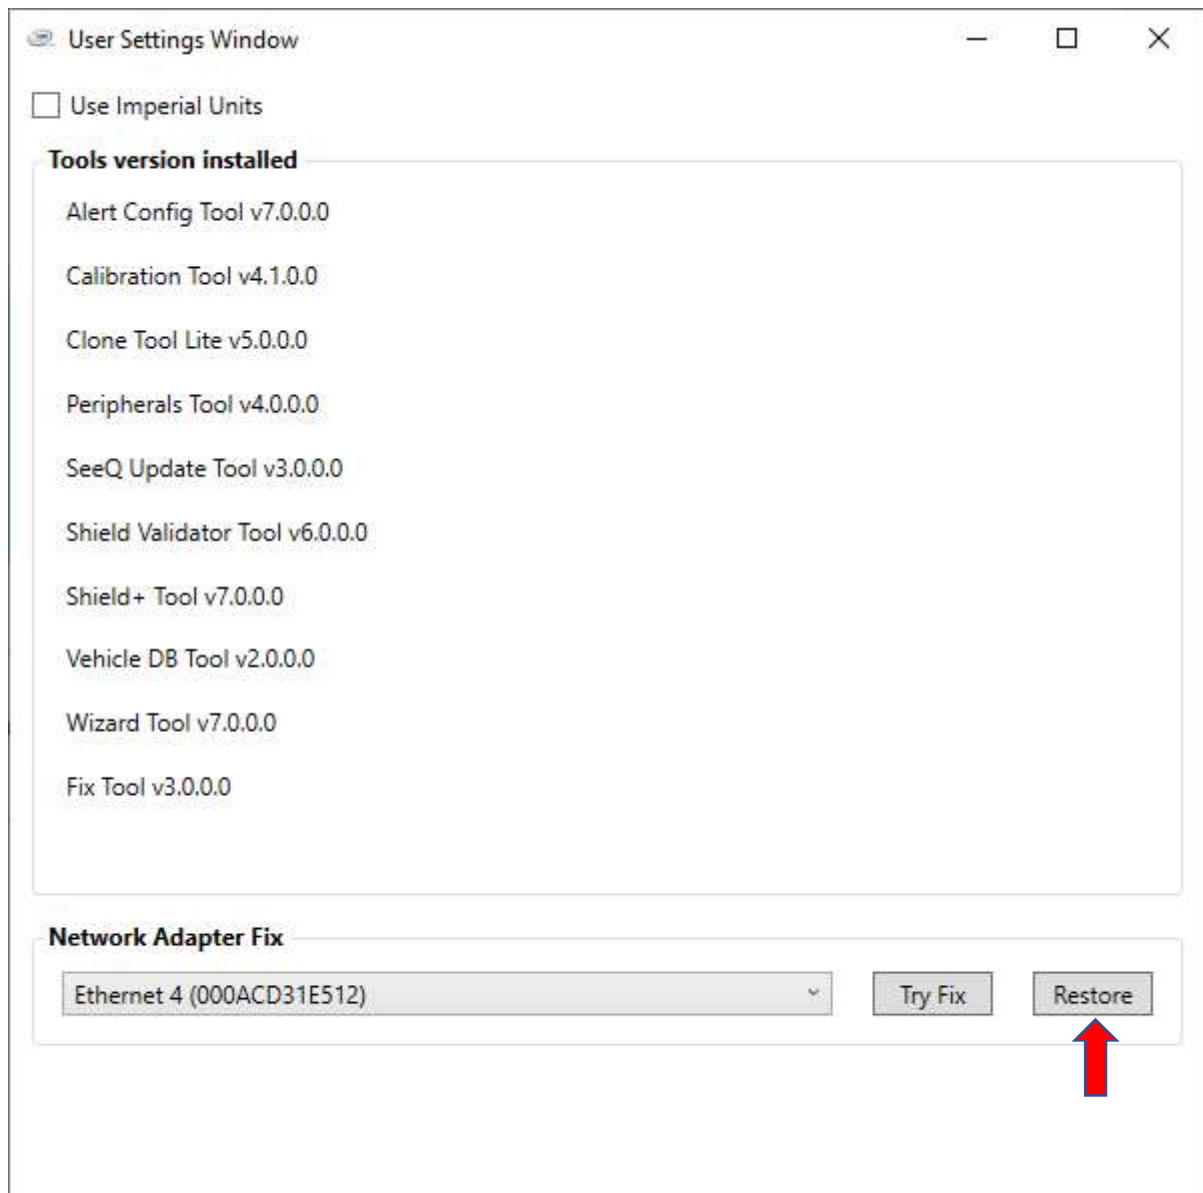 User Settings Window
Use Imperial Units
Tools version installed
Alert Config Tool v7.0.0.0
Calibration Tool v4.1.0.0
Clone Tool Lite v5.0.0.0
Peripherals Tool v4.0.0.0
SeeQ Update Tool v3.0.0.0
Shield Validator Tool v6.0.0.0
Shield+ Tool v7.0.0.0
Vehicle DB Tool v2.0.0.0
Wizard Tool v7.0.0.0
Fix Tool v3.0.0.0
Network Adapter Fix
Ethernet 4 (000ACD31E512) Try Fix Restore